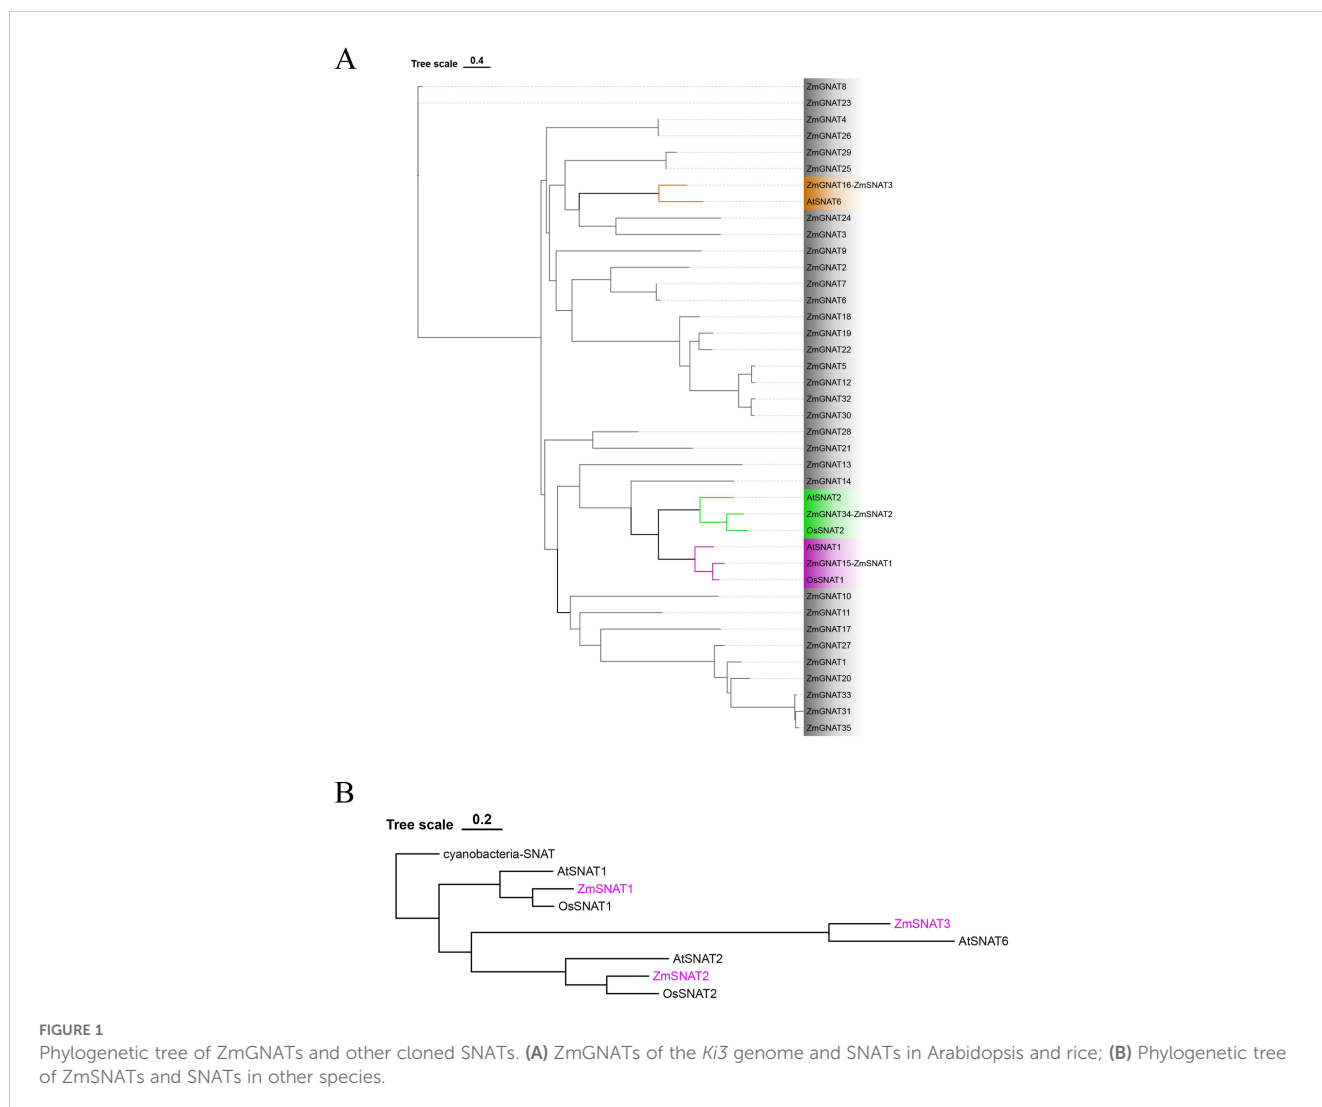 A
Tree scale 0.4
ZmGNAT8
ZmGNAT23
ZmGNAT4
ZmGNAT26
ZmGNAT29
ZmGNAT25
ZmGNAT16-ZmSNAT3
AtSNAT6
ZmGNAT24
ZmGNAT3
ZmGNAT9
ZmGNAT2
ZmGNAT7
ZmGNAT6
ZmGNAT18
ZmGNAT19
ZmGNAT22
ZmGNAT5
ZmGNAT12
ZmGNAT32
ZmGNAT30
ZmGNAT28
ZmGNAT21
ZmGNAT13
ZmGNAT14
AtSNAT2
ZmGNAT34-ZmSNAT2
OsSNAT2
AtSNAT1
ZmGNAT15-ZmSNAT1
OsSNAT1
ZmGNAT10
ZmGNAT11
ZmGNAT17
ZmGNAT27
ZmGNAT1
ZmGNAT20
ZmGNAT33
ZmGNAT31
ZmGNAT35
B
Tree scale 0.2
cyanobacteria-SNAT
AtSNAT1
ZmSNAT1
OsSNAT1
ZmSNAT3
AtSNAT6
AtSNAT2
ZmSNAT2
OsSNAT2
FIGURE 1
Phylogenetic tree of ZmGNATs and other cloned SNATs. (A) ZmGNATs of the Ki3 genome and SNATs in Arabidopsis and rice; (B) Phylogenetic tree
of ZmSNATs and SNATs in other species.